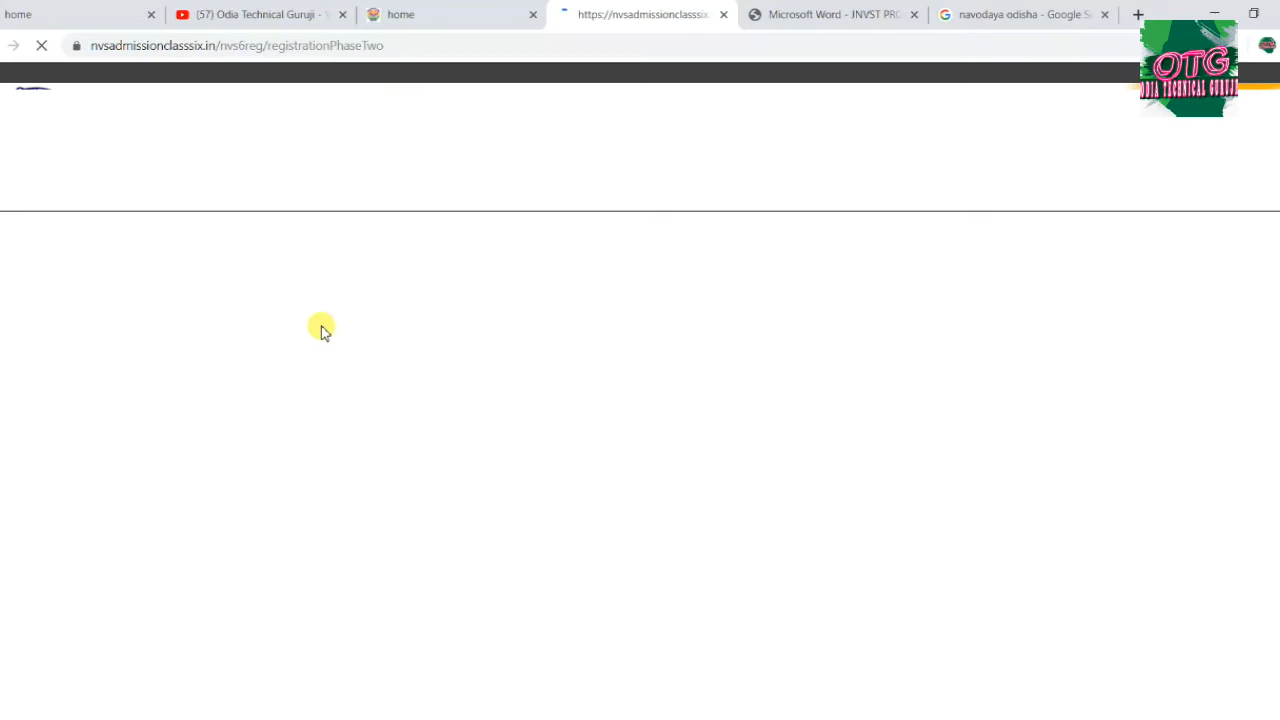 home
(57) Odia Technical Guruji -
home
https://nvsadmissionclasssix.
Microsoft Word - JNVST PRO
navodaya odisha - Google S
nvsadmissionclasssix.in/nvs6reg/registrationPhaseTwo
OTG
ODIA TECHNICAL GURUJI